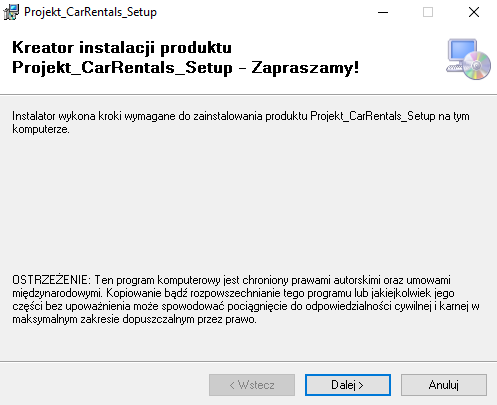 Projekt_CarRentals_Setup
Kreator instalacji produktu
Projekt_CarRentals_Setup - Zapraszamy!
Instalator wykona kroki wymagane do zainstalowania produktu Projekt_CarRentals_Setup na tym
komputerze.
OSTRZEŻENIE: Ten program komputerowy jest chroniony prawami autorskimi oraz umowami
międzynarodowymi. Kopiowanie bądź rozpowszechnianie tego programu lub jakiejkolwiek jego
części bez upoważnienia może spowodować pociągnięcie do odpowiedzialności cywilnej i karnej w
maksymalnym zakresie dopuszczalnym przez prawo.
< Wstecz
Dalej >
Anuluj